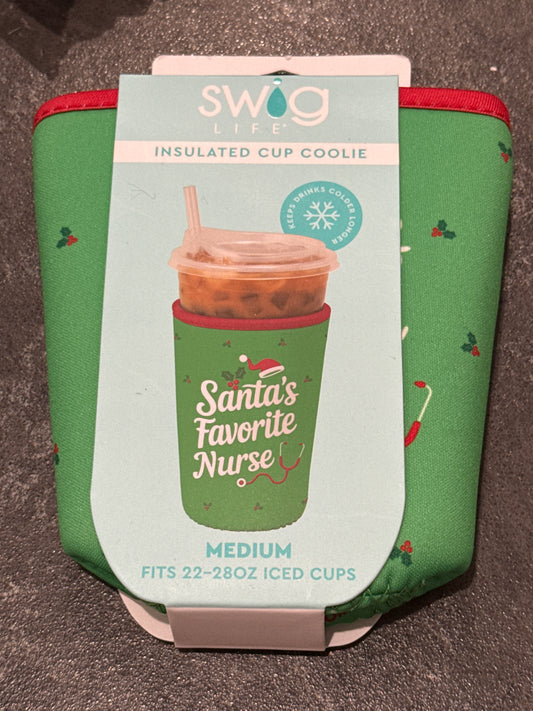 swig
LIFE
INSULATED CUP COOLIE
KEEPS DRINKS COLDER LONGER
Santa's
Favorite
Nurse
MEDIUM
FITS 22-28OZ ICED CUPS